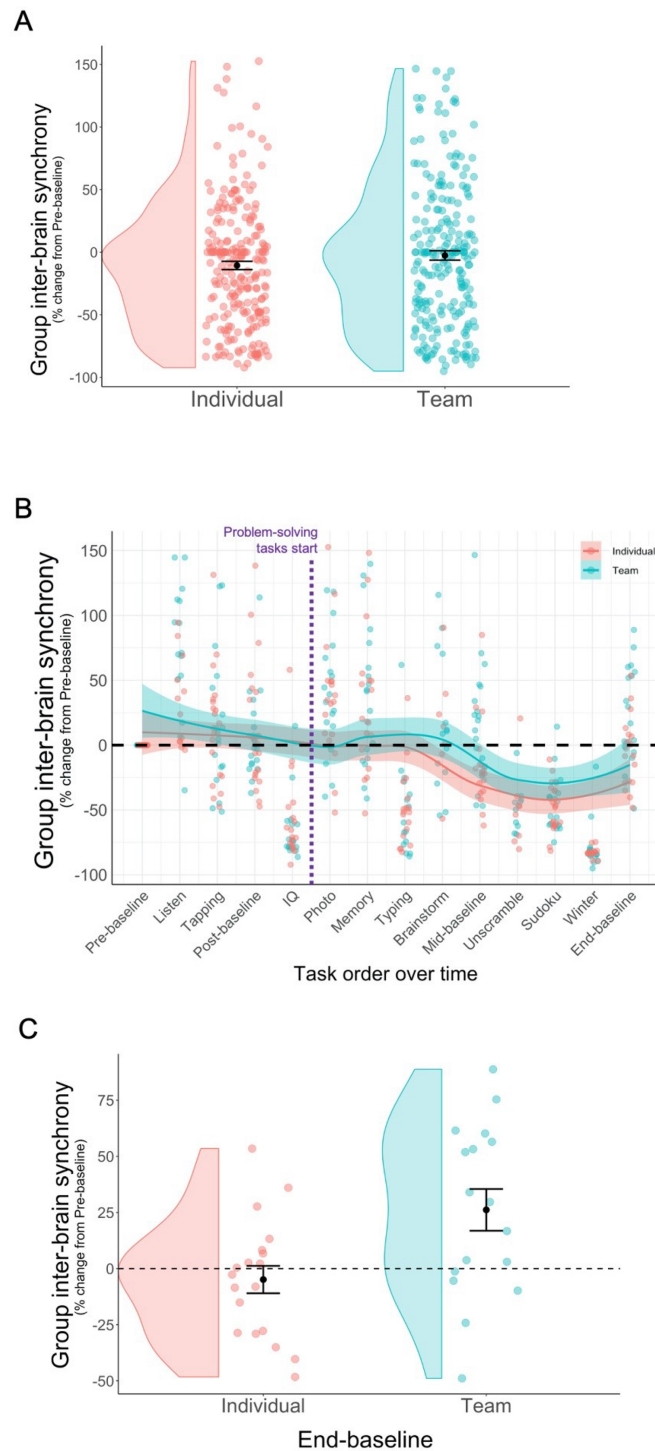 A
Group inter-brain synchrony
(% change from Pre-baseline)
150
100
50
0
-50
-100
Individual
Team
B
Problem-solving
tasks start
Individual
Team
Group inter-brain synchrony
(% change from Pre-baseline)
150
100
50
0
-50
-100
Pre-baseline
Listen
Tapping
Post-baseline
IQ
Photo
Memory
Typing
Brainstorm
Mid-baseline
Unscramble
Sudoku
Winter
End-baseline
Task order over time
C
Group inter-brain synchrony
(% change from Pre-baseline)
75
50
25
0
-25
-50
Individual
Team
End-baseline